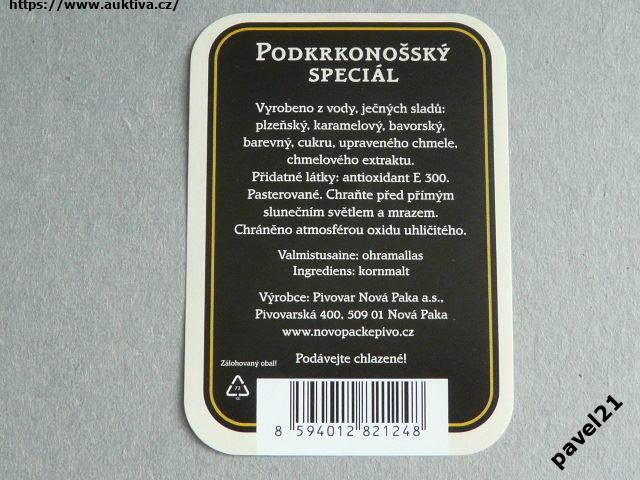 https://www.auktiva.cz/
PODKRKONOŠSKÝ
SPECIÁL
Vyrobeno z vody, ječných sladů:
plzeňský, karamelový, bavorský,
barevný, cukru, upraveného chmele,
chmelového extraktu.
Přidatné látky: antioxidant E 300.
Pasterované. Chraňte před přímým
slunečním světlem a mrazem.
Chráněno atmosférou oxidu uhličitého.
Valmistusaine: ohramallas
Ingrediens: kornmalt
Výrobce: Pivovar Nová Paka a.s.,
Pivovarská 400, 509 01 Nová Paka
www.novopackepivo.cz
Podávejte chlazené!
Zálohovaný obal!
72
8 594012 821248
pavel21